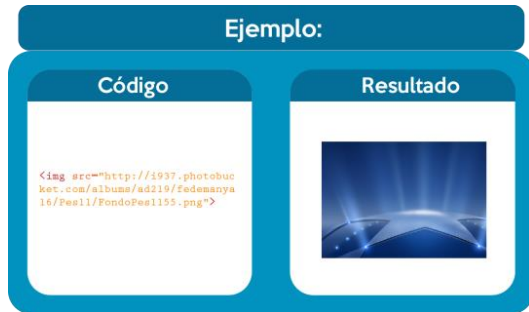 Ejemplo:
Código
Resultado
<img src="http://i937.photobuc
ket.com/albums/ad219/fedemanya
16/Pes11/FondoPes1155.png">